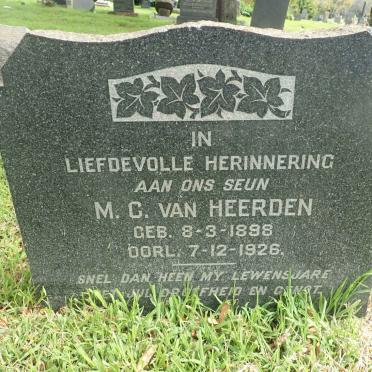 IN
LIEFDEVOLLE HERINNERING
AAN ONS SEUN
M. C. VAN HEERDEN
GEB. 8-3-1898
OORL. 7-12-1926.
SNEL DAN HEEN MY LEWENSJARE
EN GUNST.